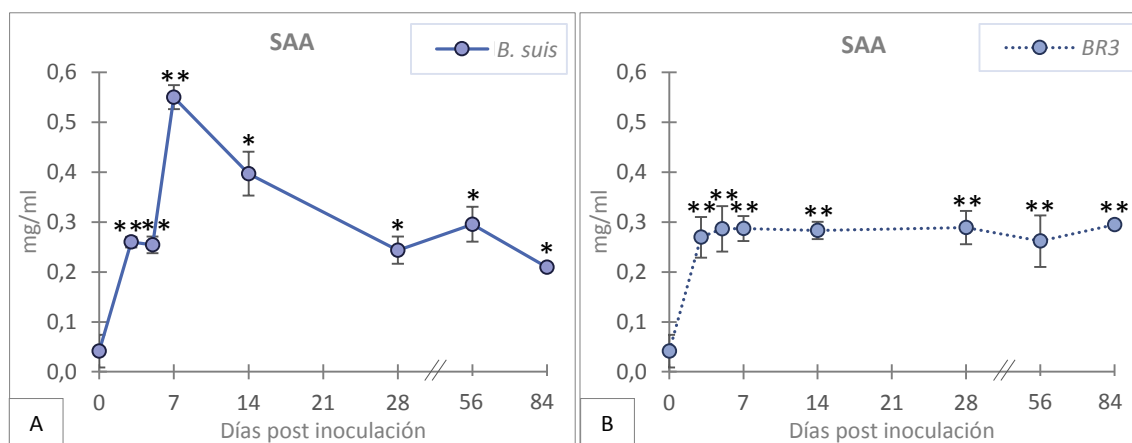 SAA
B. suis
**
0,6
0,5
*
mg/ml
0,4
**
**
*
*
0,3
*
0,2
0,1
0,0
0 7 14 21 28 // 56 84
A
Días post inoculación
SAA
BR3
0,6
0,5
mg/ml
0,4
**
**
**
**
**
**
**
0,3
0,2
0,1
0,0
0 7 14 21 28 // 56 84
B
Días post inoculación